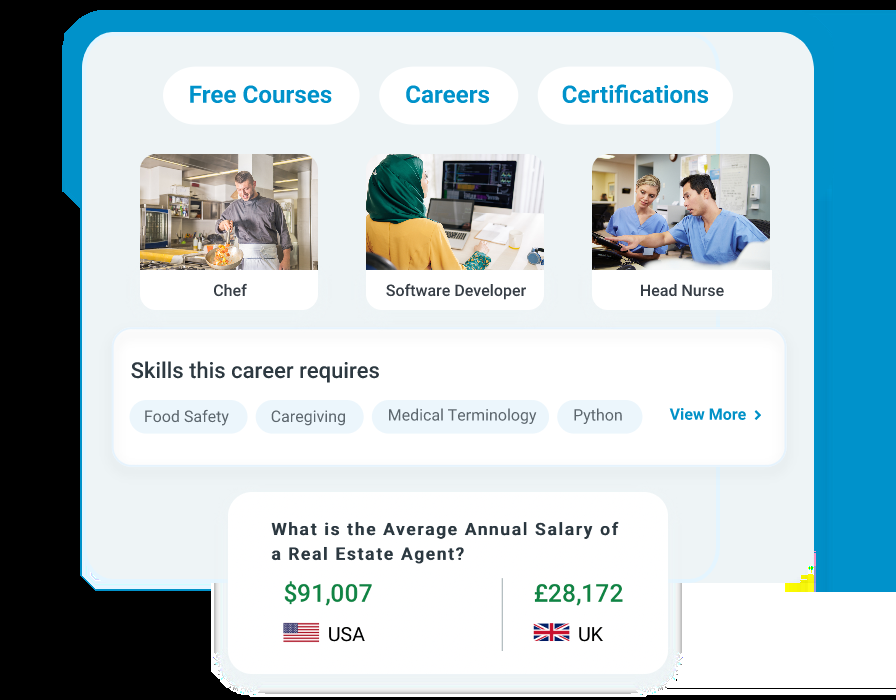 Free Courses
Careers
Certifications
Chef
Software Developer
Head Nurse
Skills this career requires
Food Safety
Caregiving
Medical Terminology
Python
View More
What is the Average Annual Salary of
a Real Estate Agent?
$91,007
£28,172
USA
UK